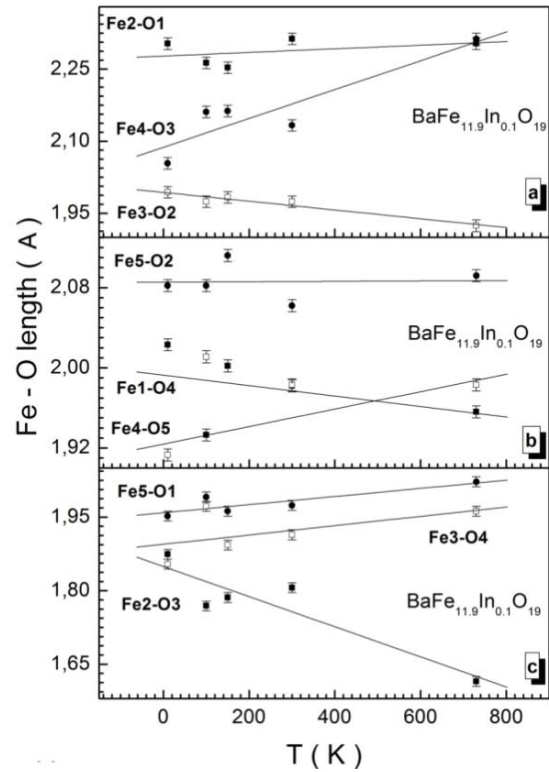 Fe2-O1
2,25
Fe4-O3
2,10
BaFe11.9In0.1O19
Fe3-O2
1,95
a
Fe5-O2
2,08
BaFe11.9In0.1O19
2,00
Fe1-O4
Fe4-O5
1,92
b
Fe5-O1
1,95
Fe3-O4
1,80
Fe2-O3
BaFe11.9In0.1O19
1,65
c
Fe - O length ( A )
0 200 400 600 800
T ( K )